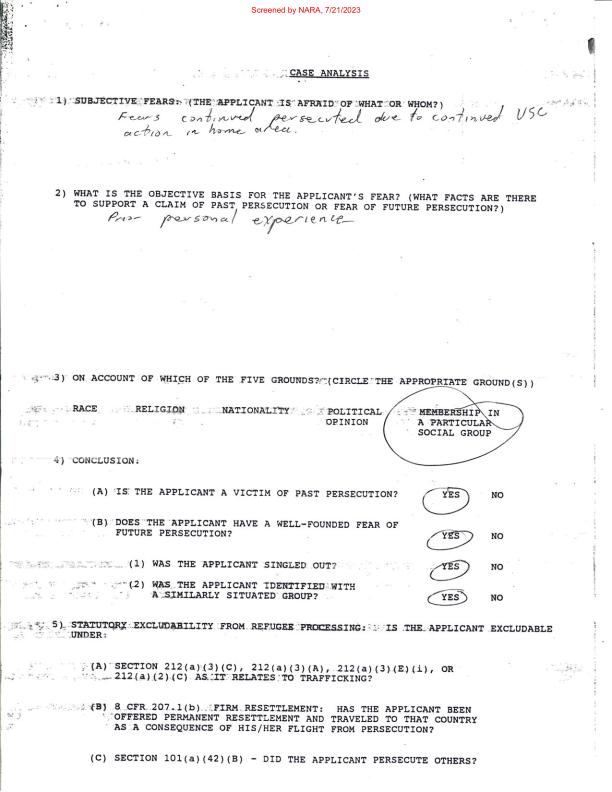 Screened by NARA, 7/21/2023
CASE ANALYSIS
1) SUBJECTIVE FEARS: (THE APPLICANT IS AFRAID OF WHAT OR WHOM?)
Fears continued persecuted due to continued USC
action in home area.
2) WHAT IS THE OBJECTIVE BASIS FOR THE APPLICANT'S FEAR? (WHAT FACTS ARE THERE
TO SUPPORT A CLAIM OF PAST PERSECUTION OR FEAR OF FUTURE PERSECUTION?)
Prior personal experience
3) ON ACCOUNT OF WHICH OF THE FIVE GROUNDS? (CIRCLE THE APPROPRIATE GROUND(S))
RACE RELIGION NATIONALITY POLITICAL MEMBERSHIP IN
OPINION A PARTICULAR
SOCIAL GROUP
4) CONCLUSION:
(A) IS THE APPLICANT A VICTIM OF PAST PERSECUTION? YES NO
(B) DOES THE APPLICANT HAVE A WELL-FOUNDED FEAR OF
FUTURE PERSECUTION? YES NO
(1) WAS THE APPLICANT SINGLED OUT? YES NO
(2) WAS THE APPLICANT IDENTIFIED WITH
A SIMILARLY SITUATED GROUP? YES NO
5) STATUTORY EXCLUDABILITY FROM REFUGEE PROCESSING: IS THE APPLICANT EXCLUDABLE
UNDER:
(A) SECTION 212(a)(3)(C), 212(a)(3)(A), 212(a)(3)(E)(i), OR
212(a)(2)(C) AS IT RELATES TO TRAFFICKING?
(B) 8 CFR 207.1(b) FIRM RESETTLEMENT: HAS THE APPLICANT BEEN
OFFERED PERMANENT RESETTLEMENT AND TRAVELED TO THAT COUNTRY
AS A CONSEQUENCE OF HIS/HER FLIGHT FROM PERSECUTION?
(C) SECTION 101(a)(42)(B) - DID THE APPLICANT PERSECUTE OTHERS?